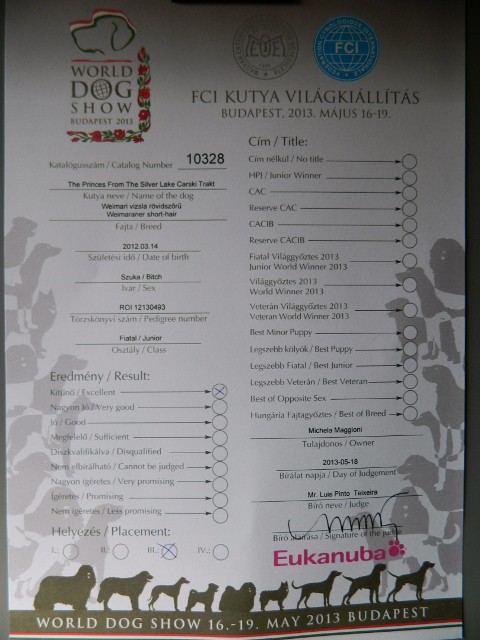 WORLD
DOG
SHOW
BUDAPEST 2013
FCI
FCI KUTYA VILÁGKIÁLLÍTÁS
BUDAPEST, 2013. MÁJUS 16-19.
Katalógusszám / Catalog Number 10328
The Princes From The Silver Lake Carski Trakt
Kutya neve / Name of the dog
Weimari vizsla rövidszőrű
Weimaraner short-hair
Fajta / Breed
2012.03.14
Születési idő / Date of birth
Szuka / Bitch
Ivar / Sex
ROI 12130493
Törzskönyvi szám / Pedigree number
Fiatal / Junior
Osztály / Class
Eredmény / Result:
Kitűnő / Excellent
Nagyon Jó / Very good
Jó / Good
Megfelelő / Sufficient
Diszkvalifikálva / Disqualified
Nem elbírálható / Cannot be judged
Nagyon ígéretes / Very promising
Ígéretes / Promising
Nem ígéretes / Less promising
Helyezés / Placement:
I.: II.: III.: IV.:
Cím / Title:
Cím nélkül / No title
HPJ / Junior Winner
CAC
Reserve CAC
CACIB
Reserve CACIB
Fiatal Világgyőztes 2013
Junior World Winner 2013
Világgyőztes 2013
World Winner 2013
Veterán Világgyőztes 2013
Veteran World Winner 2013
Best Minor Puppy
Legszebb kölyök / Best Puppy
Legszebb Fiatal / Best Junior
Legszebb Veterán / Best Veteran
Best of Opposite Sex
Hungária Fajtagyőztes / Best of Breed
Michela Maggioni
Tulajdonos / Owner
2013-05-18
Bírálat napja / Day of Judgement
Mr. Luis Pinto Teixeira
Bíró neve / Judge
Bíró aláírása / Signature of the judge
Eukanuba
WORLD DOG SHOW 16.-19. MAY 2013 BUDAPEST